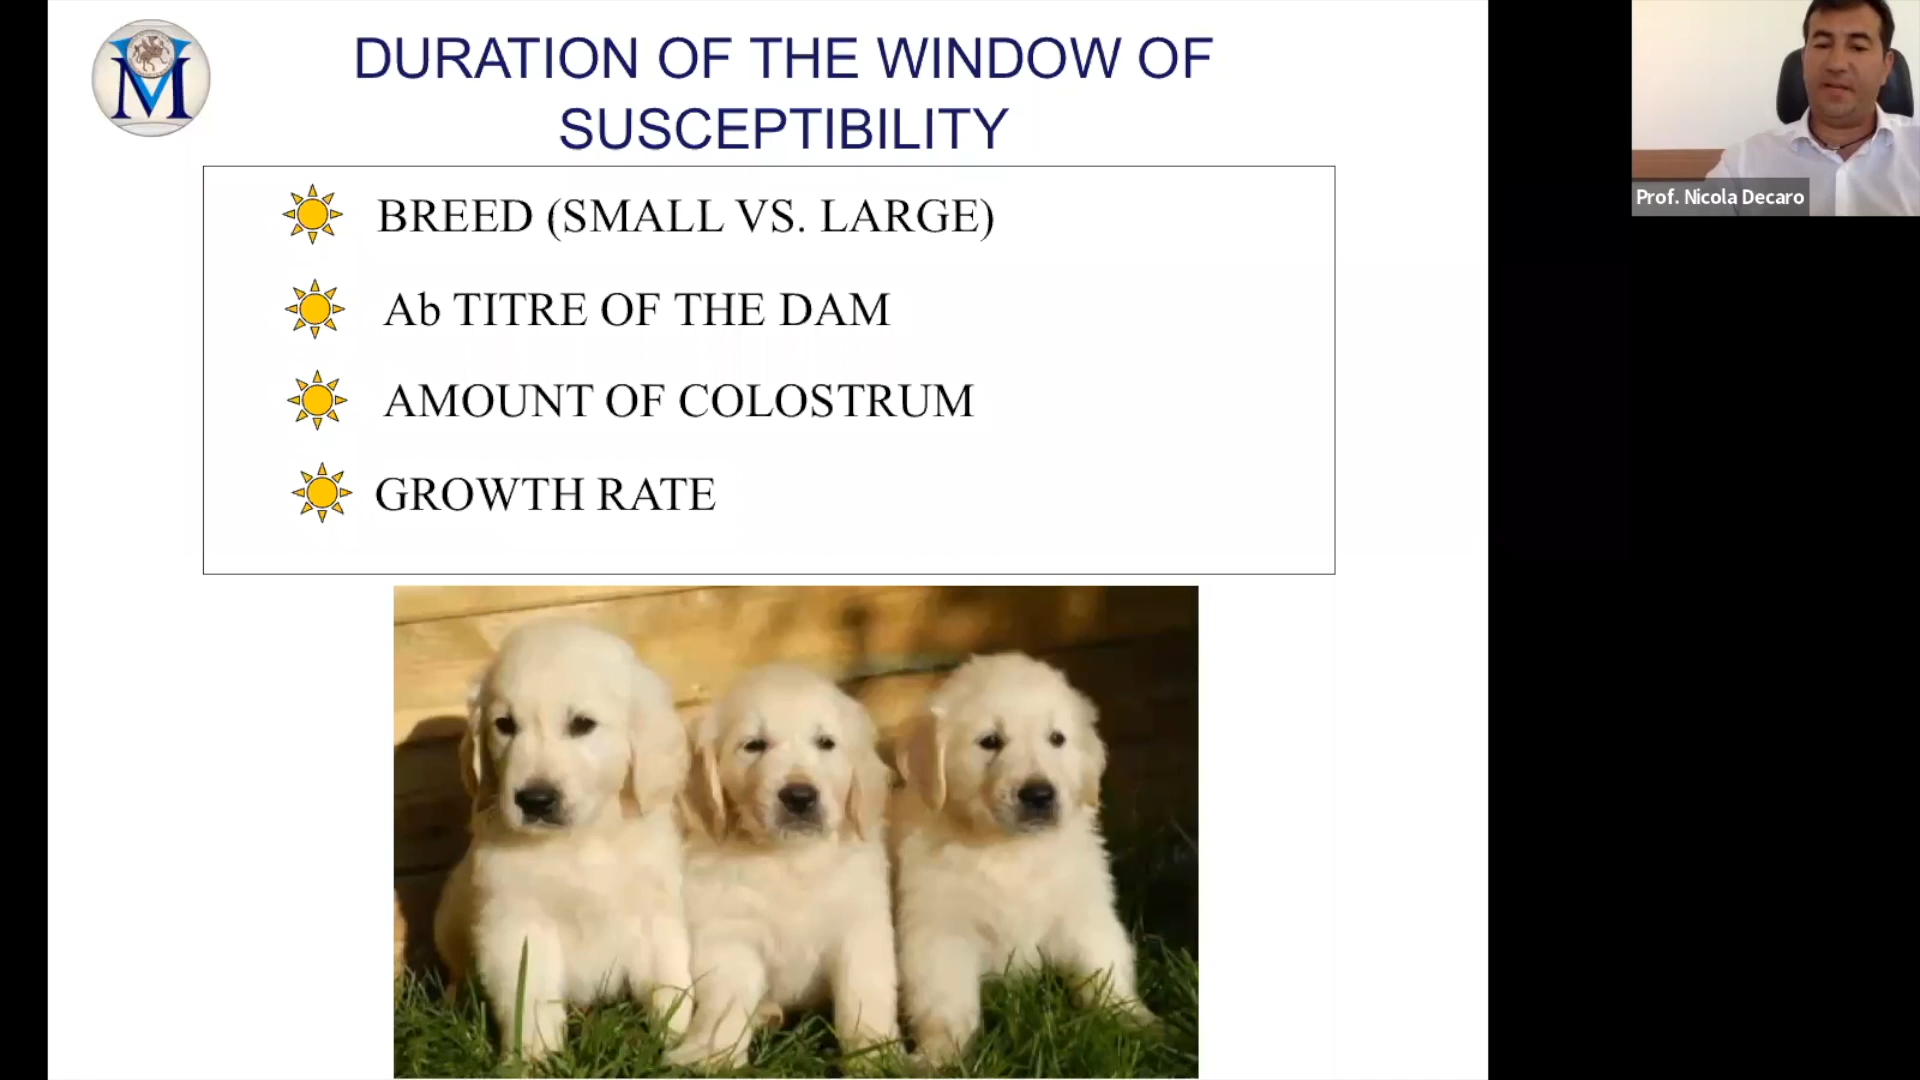 DURATION OF THE WINDOW OF
SUSCEPTIBILITY
BREED (SMALL VS. LARGE)
Ab TITRE OF THE DAM
AMOUNT OF COLOSTRUM
GROWTH RATE
Prof. Nicola Decaro